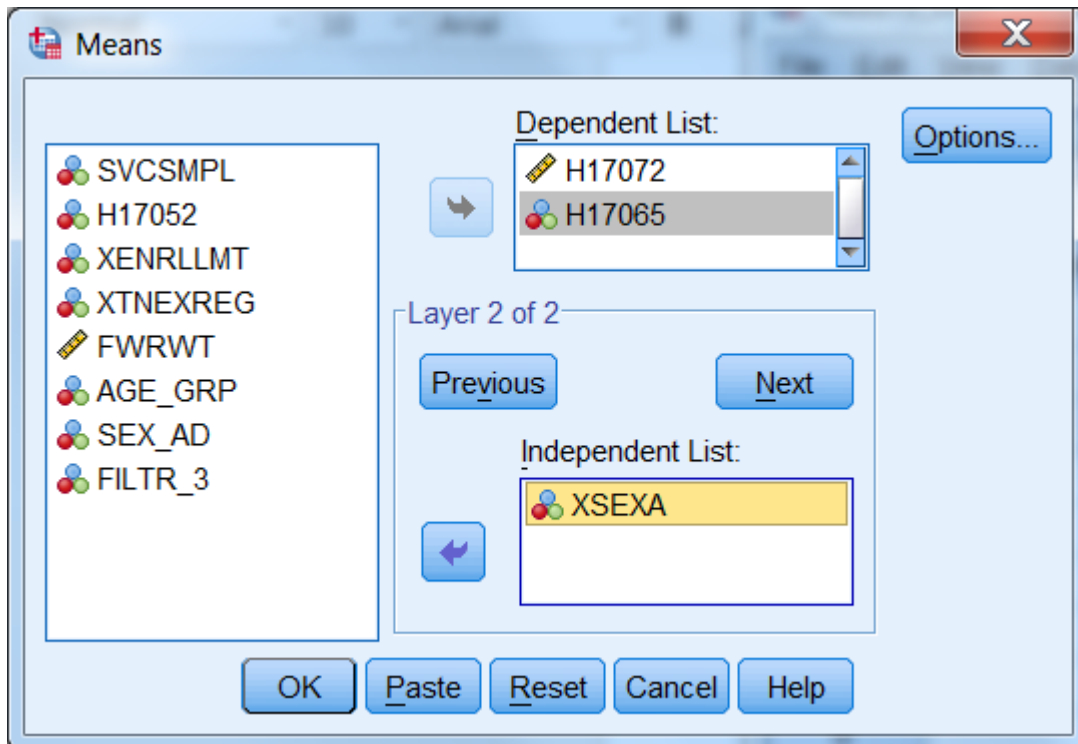 Means
Dependent List:
Options...
SVCSMPL
H17052
XENRLLMT
XTNEXREG
FWRWT
AGE_GRP
SEX_AD
FILTR_3
H17072
H17065
Layer 2 of 2
Previous
Next
Independent List:
XSEXA
OK
Paste
Reset
Cancel
Help